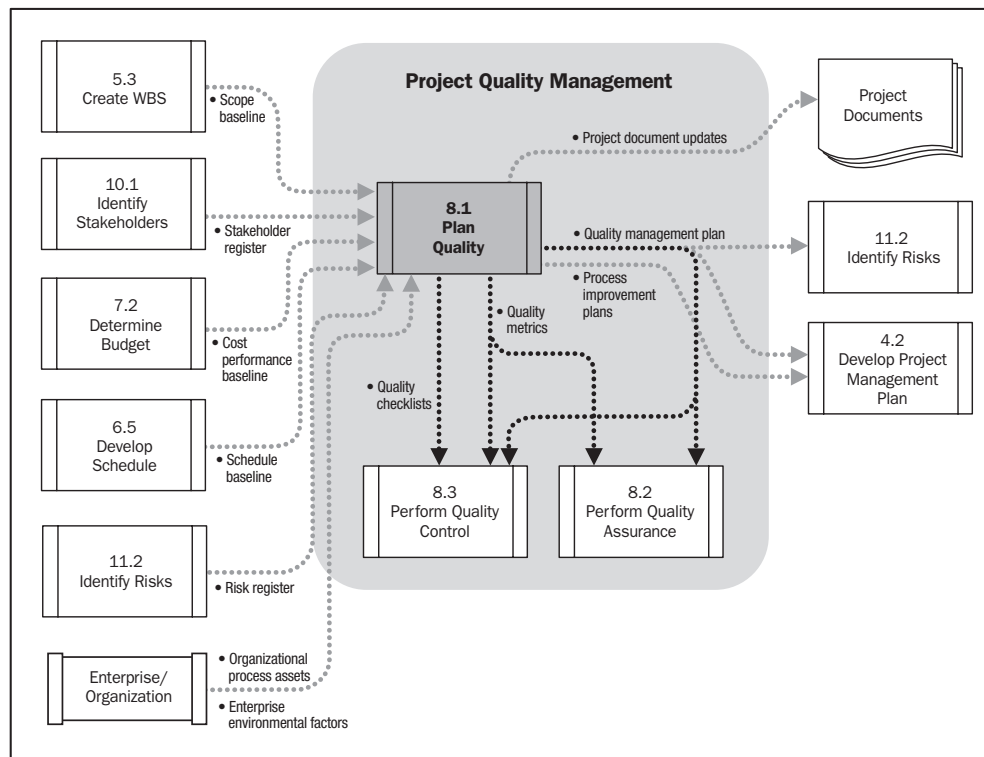 Project Quality Management
5.3
Create WBS
• Scope
baseline
10.1
Identify
Stakeholders
• Stakeholder
register
7.2
Determine
Budget
• Cost
performance
baseline
6.5
Develop
Schedule
• Schedule
baseline
11.2
Identify Risks
• Risk register
Enterprise/
Organization
• Organizational
process assets
• Enterprise
environmental factors
8.1
Plan
Quality
• Project document updates
Project
Documents
• Quality management plan
11.2
Identify Risks
• Process
improvement
plans
4.2
Develop Project
Management
Plan
• Quality
metrics
• Quality
checklists
8.3
Perform Quality
Control
8.2
Perform Quality
Assurance